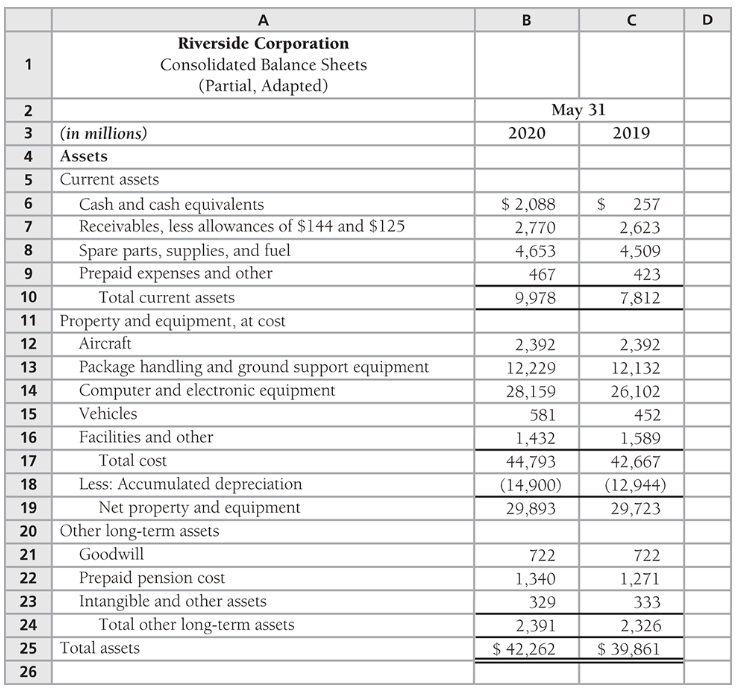 A B C D
1 Riverside Corporation
Consolidated Balance Sheets
(Partial, Adapted)
2 May 31
3 (in millions) 2020 2019
4 Assets
5 Current assets
6 Cash and cash equivalents $ 2,088 $ 257
7 Receivables, less allowances of $144 and $125 2,770 2,623
8 Spare parts, supplies, and fuel 4,653 4,509
9 Prepaid expenses and other 467 423
10 Total current assets 9,978 7,812
11 Property and equipment, at cost
12 Aircraft 2,392 2,392
13 Package handling and ground support equipment 12,229 12,132
14 Computer and electronic equipment 28,159 26,102
15 Vehicles 581 452
16 Facilities and other 1,432 1,589
17 Total cost 44,793 42,667
18 Less: Accumulated depreciation (14,900) (12,944)
19 Net property and equipment 29,893 29,723
20 Other long-term assets
21 Goodwill 722 722
22 Prepaid pension cost 1,340 1,271
23 Intangible and other assets 329 333
24 Total other long-term assets 2,391 2,326
25 Total assets $ 42,262 $ 39,861
26